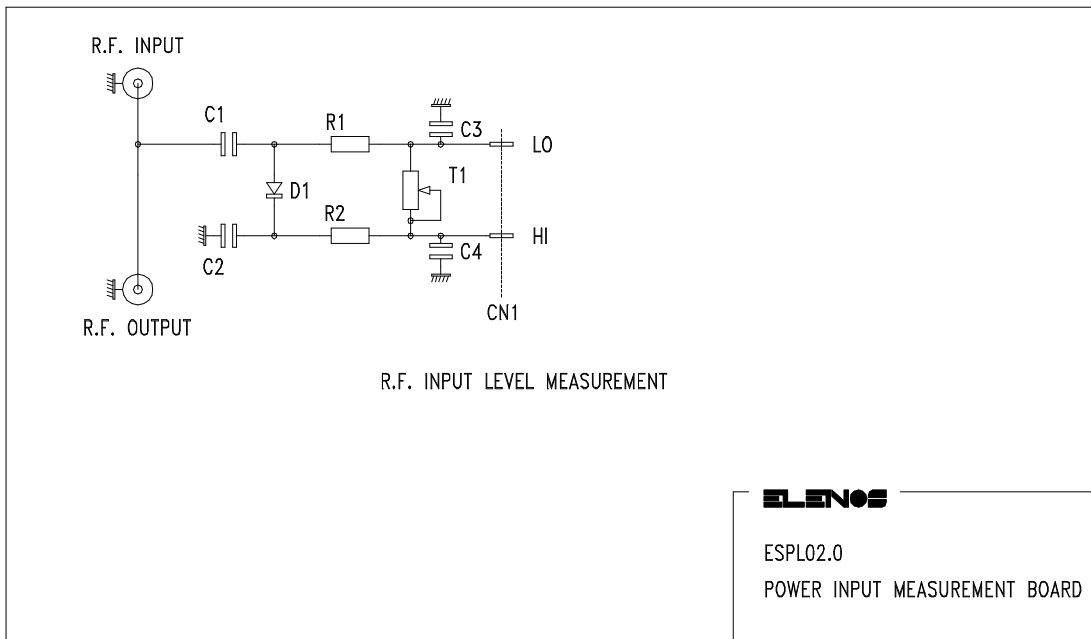 R.F. INPUT
C1
R1
C3
LO
T1
D1
R2
HI
C2
C4
CN1
R.F. OUTPUT
R.F. INPUT LEVEL MEASUREMENT
ELENOS
ESPL02.0
POWER INPUT MEASUREMENT BOARD